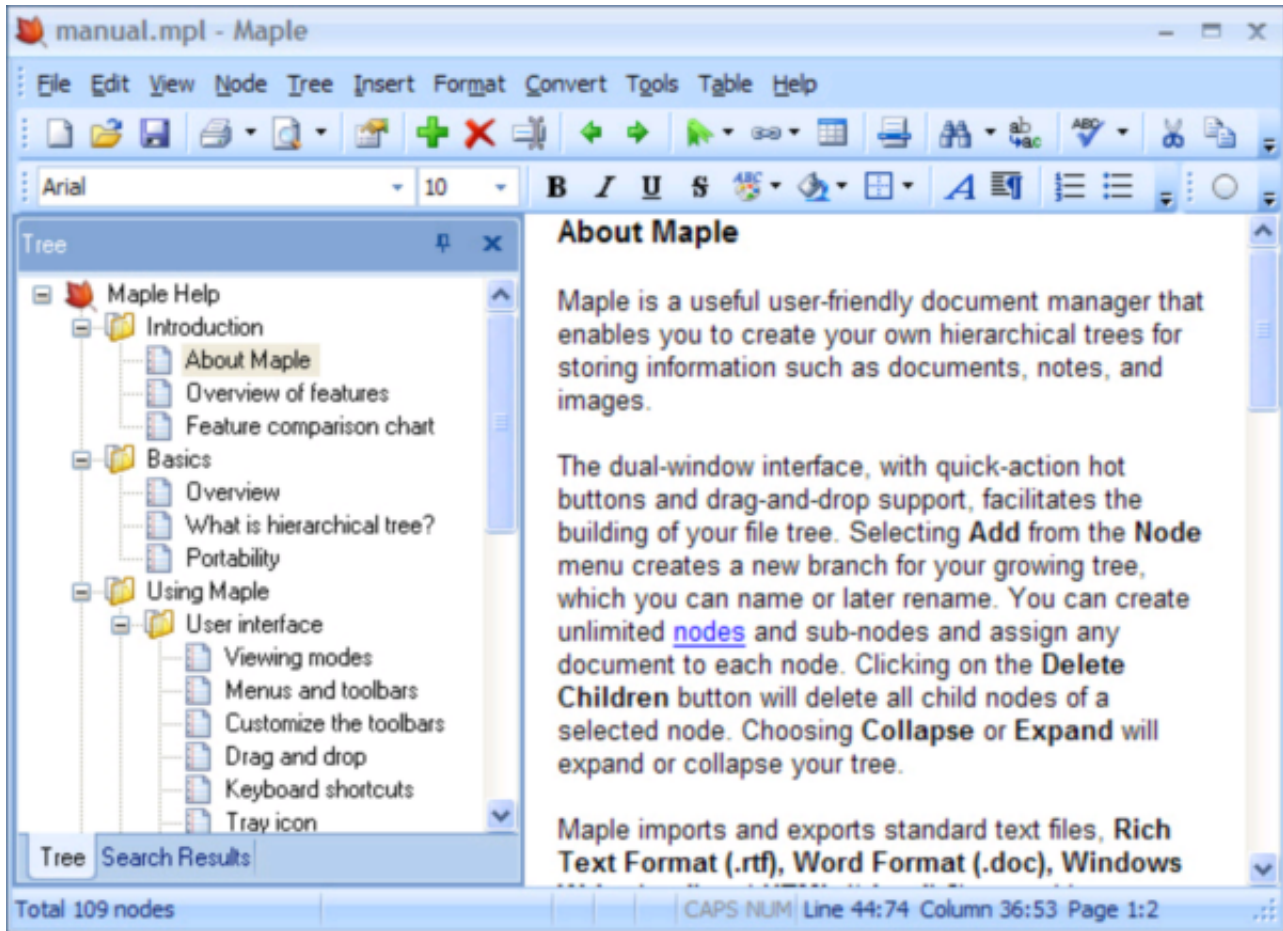 manual.mpl - Maple
File Edit View Node Tree Insert Format Convert Tools Table Help
Arial 10
Tree
Maple Help
Introduction
About Maple
Overview of features
Feature comparison chart
Basics
Overview
What is hierarchical tree?
Portability
Using Maple
User interface
Viewing modes
Menus and toolbars
Customize the toolbars
Drag and drop
Keyboard shortcuts
Tray icon
Tree Search Results
About Maple
Maple is a useful user-friendly document manager that
enables you to create your own hierarchical trees for
storing information such as documents, notes, and
images.
The dual-window interface, with quick-action hot
buttons and drag-and-drop support, facilitates the
building of your file tree. Selecting Add from the Node
menu creates a new branch for your growing tree,
which you can name or later rename. You can create
unlimited nodes and sub-nodes and assign any
document to each node. Clicking on the Delete
Children button will delete all child nodes of a
selected node. Choosing Collapse or Expand will
expand or collapse your tree.
Maple imports and exports standard text files, Rich
Text Format (.rtf), Word Format (.doc), Windows
Total 109 nodes
CAPS NUM Line 44:74 Column 36:53 Page 1:2